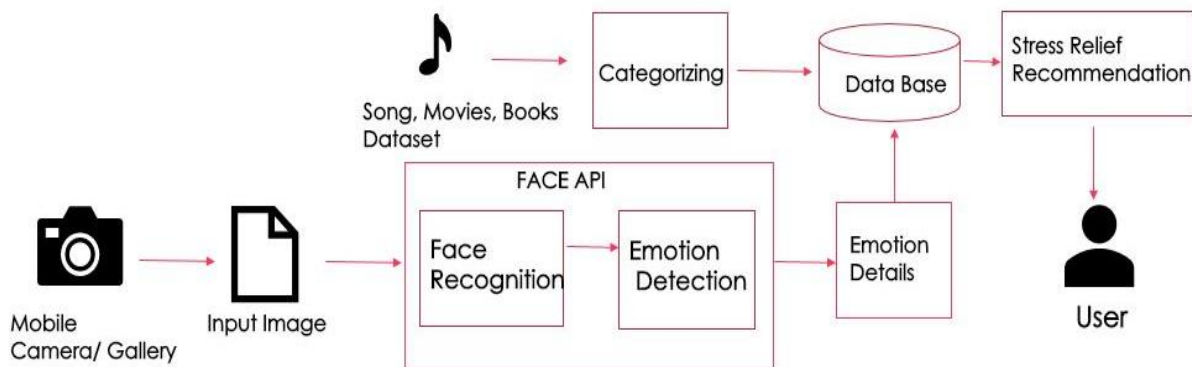 Song, Movies, Books
Dataset
Categorizing
Data Base
Stress Relief
Recommendation
FACE API
Mobile
Camera/ Gallery
Input Image
Face
Recognition
Emotion
Detection
Emotion
Details
User